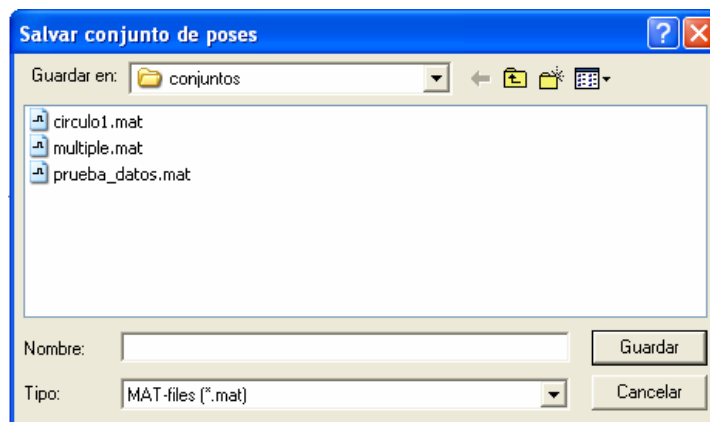 Salvar conjunto de poses
Guardar en: conjuntos
circulo1.mat
multiple.mat
prueba_datos.mat
Nombre: Guardar
Tipo: MAT-files (*.mat) Cancelar